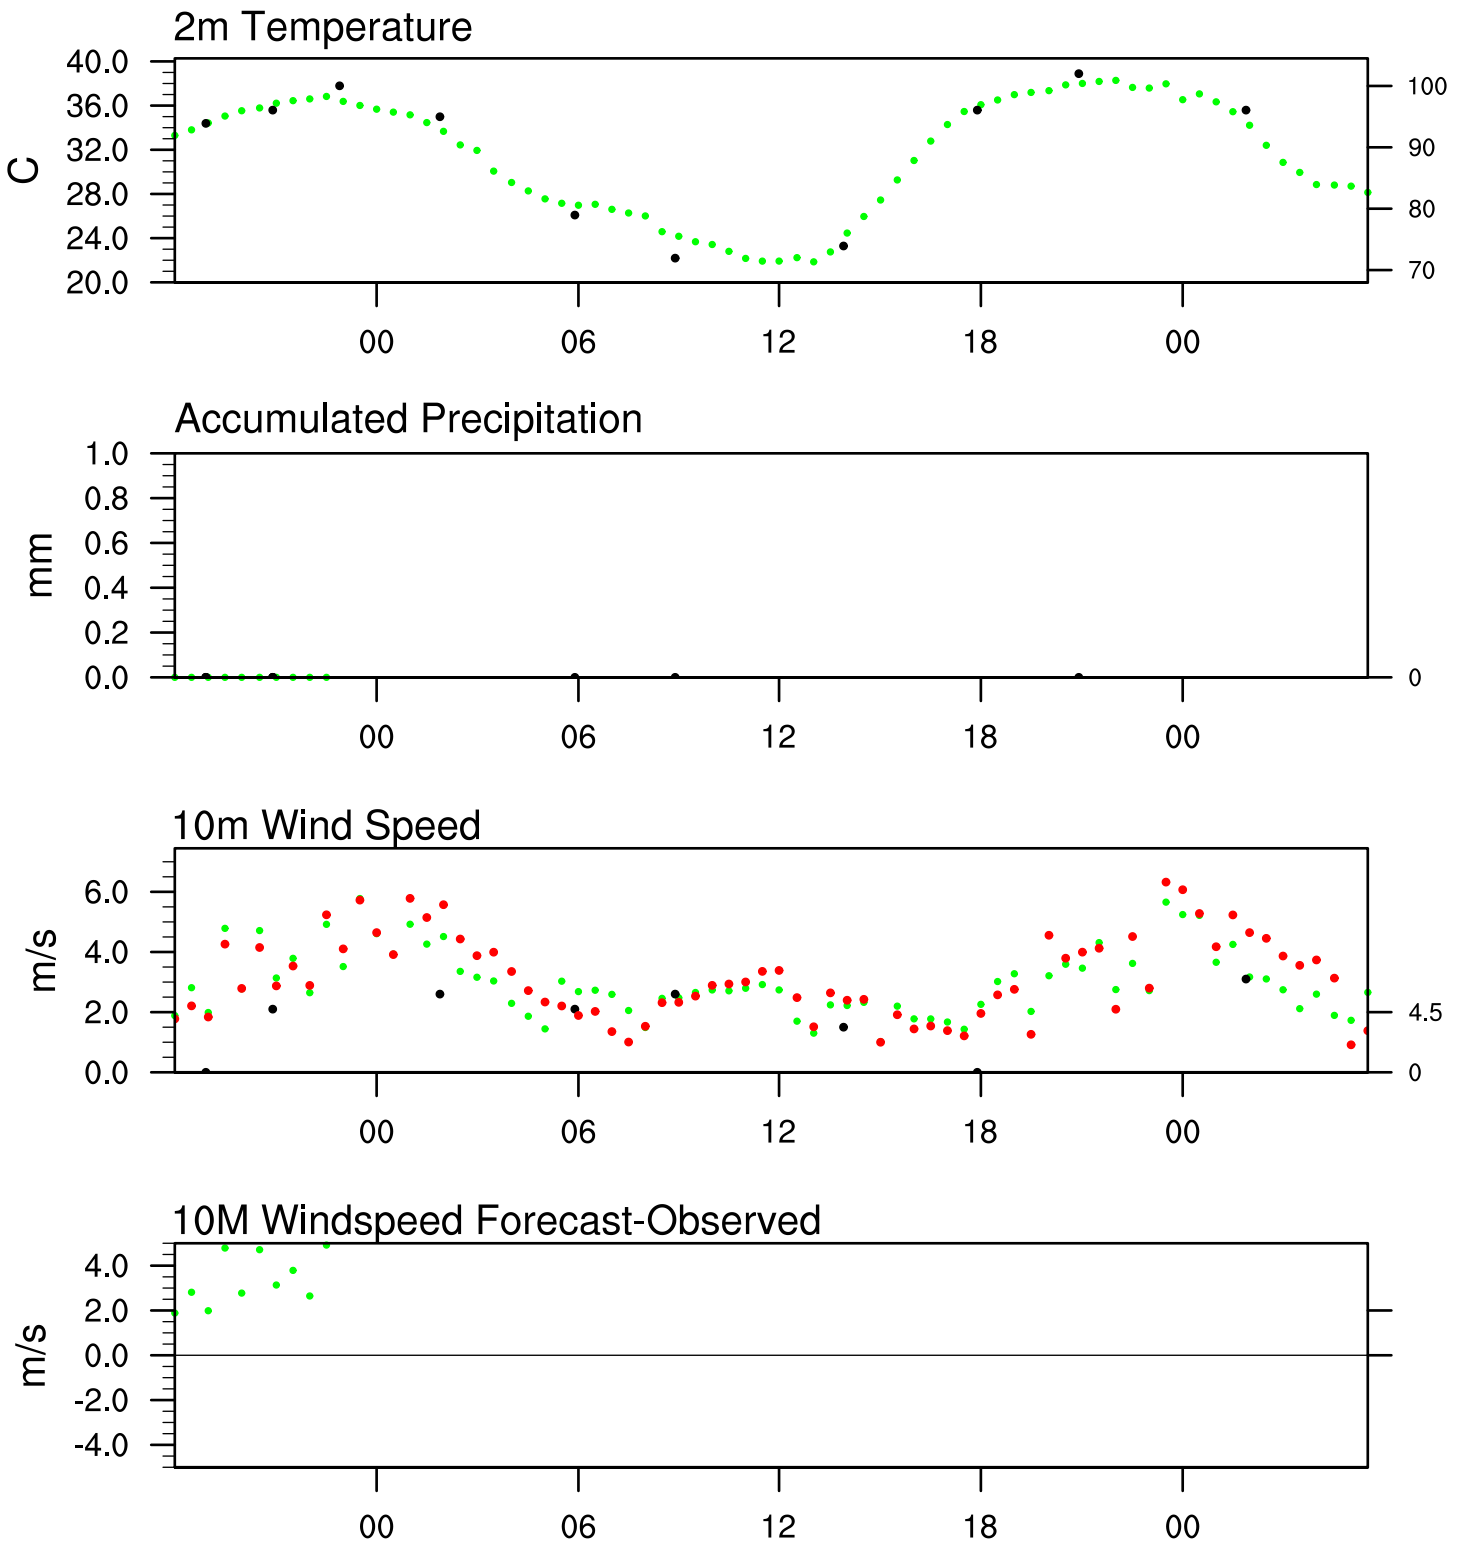 2m Temperature
40.0
36.0
32.0
28.0
24.0
20.0
C
100
90
80
70
00 06 12 18 00
Accumulated Precipitation
1.0
0.8
0.6
0.4
0.2
0.0
mm
0
00 06 12 18 00
10m Wind Speed
6.0
4.0
2.0
0.0
m/s
4.5
0
00 06 12 18 00
10M Windspeed Forecast-Observed
4.0
2.0
0.0
-2.0
-4.0
m/s
00 06 12 18 00